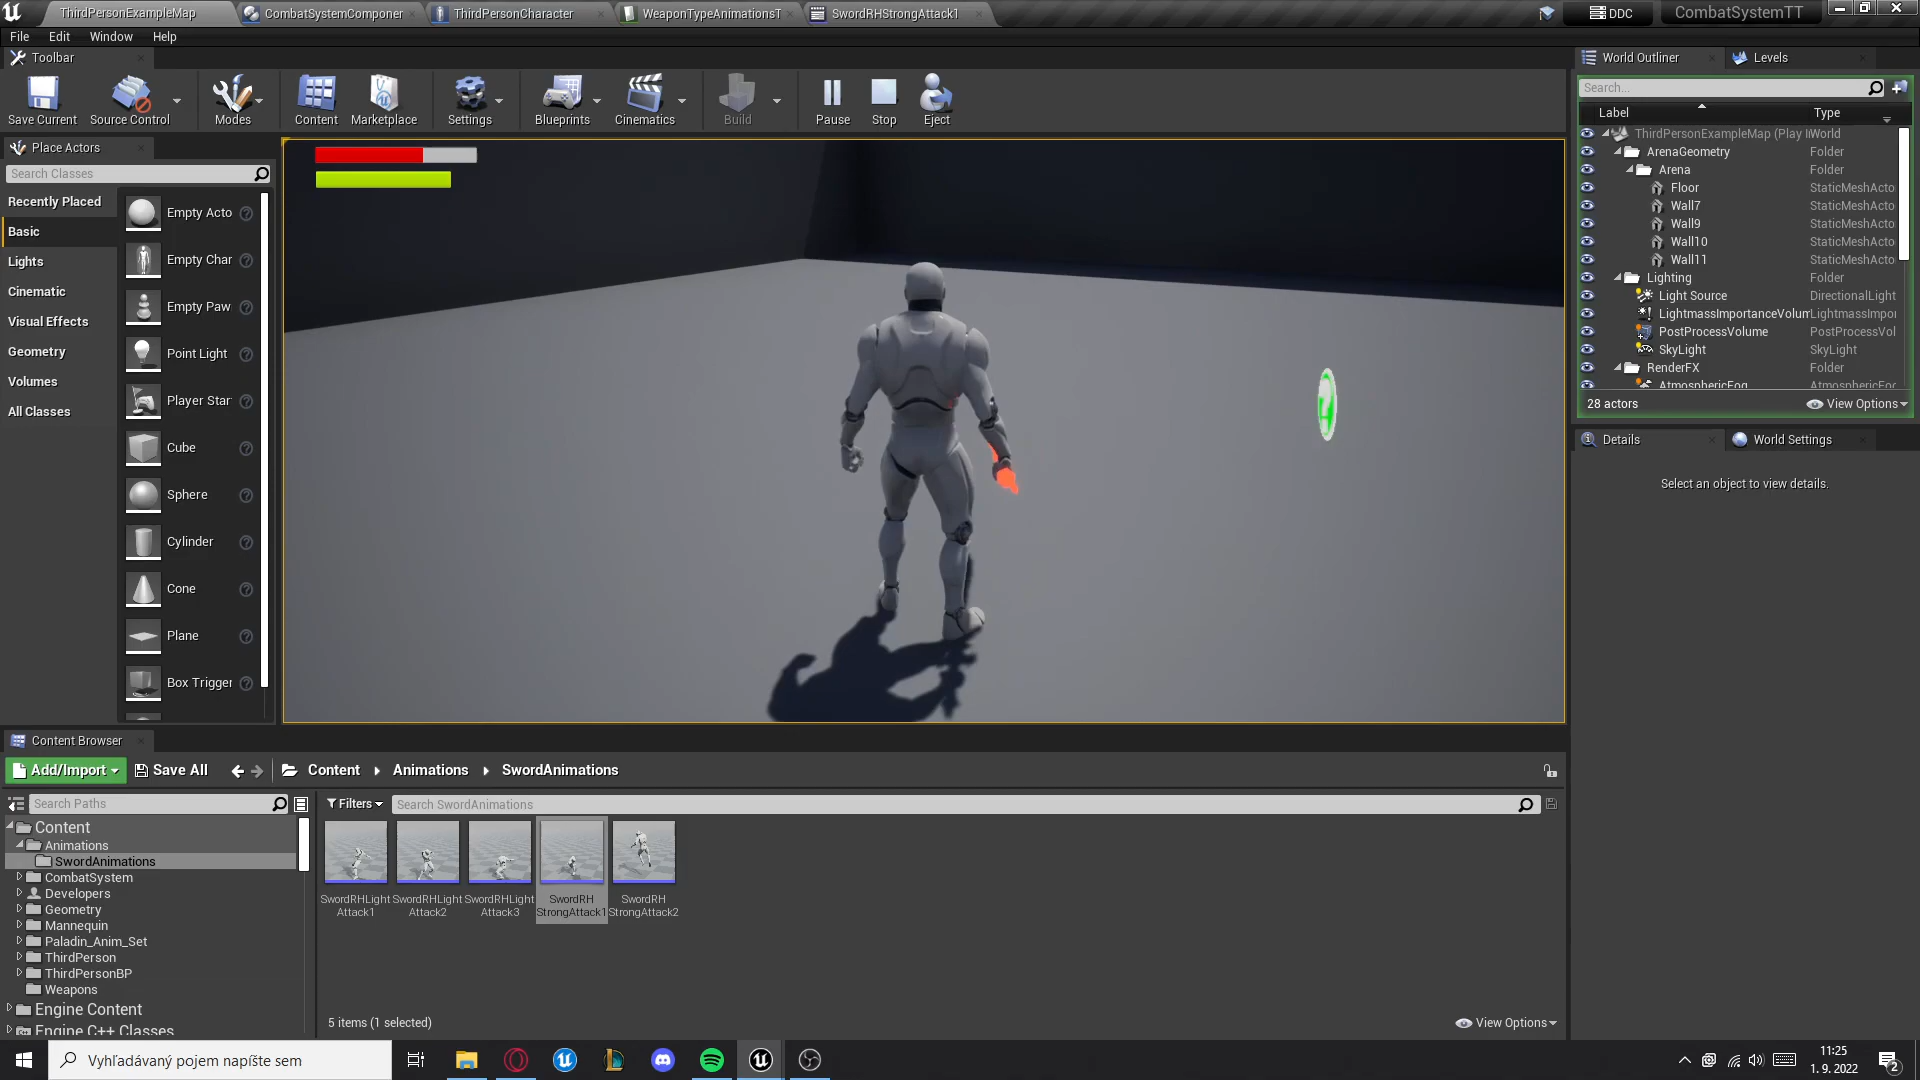 ThirdPersonExampleMap
CombatSystemComponer
ThirdPersonCharacter
WeaponTypeAnimationsT
SwordRHStrongAttack1
DDC
CombatSystemTT
File
Edit
Window
Help
Toolbar
Save Current
Source Control
Modes
Content
Marketplace
Settings
Blueprints
Cinematics
Build
Pause
Stop
Eject
Place Actors
Search Classes
Recently Placed
Basic
Lights
Cinematic
Visual Effects
Geometry
Volumes
All Classes
Empty Acto
Empty Char
Empty Paw
Point Light
Player Star
Cube
Sphere
Cylinder
Cone
Plane
Box Trigger
World Outliner
Levels
Search...
Label
Type
ThirdPersonExampleMap (Play I World
ArenaGeometry Folder
Arena Folder
Floor StaticMeshActo
Wall7 StaticMeshActo
Wall9 StaticMeshActo
Wall10 StaticMeshActo
Wall11 StaticMeshActo
Lighting Folder
Light Source DirectionalLight
LightmassImportanceVolum LightmassImpor
PostProcessVolume PostProcessVol
SkyLight SkyLight
RenderFX Folder
AtmosphericFog AtmosphericFog
28 actors
View Options
Details
World Settings
Select an object to view details.
Content Browser
Add/Import
Save All
Content
Animations
SwordAnimations
Search Paths
Filters
Search SwordAnimations
Content
Animations
SwordAnimations
CombatSystem
Developers
Geometry
Mannequin
Paladin_Anim_Set
ThirdPerson
ThirdPersonBP
Weapons
Engine Content
Engine C++ Classes
SwordRHLight
Attack1
SwordRHLight
Attack2
SwordRHLight
Attack3
SwordRH
StrongAttack1
SwordRH
StrongAttack2
5 items (1 selected)
View Options
Vyhľadávaný pojem napíšte sem
11:25
1. 9. 2022
2